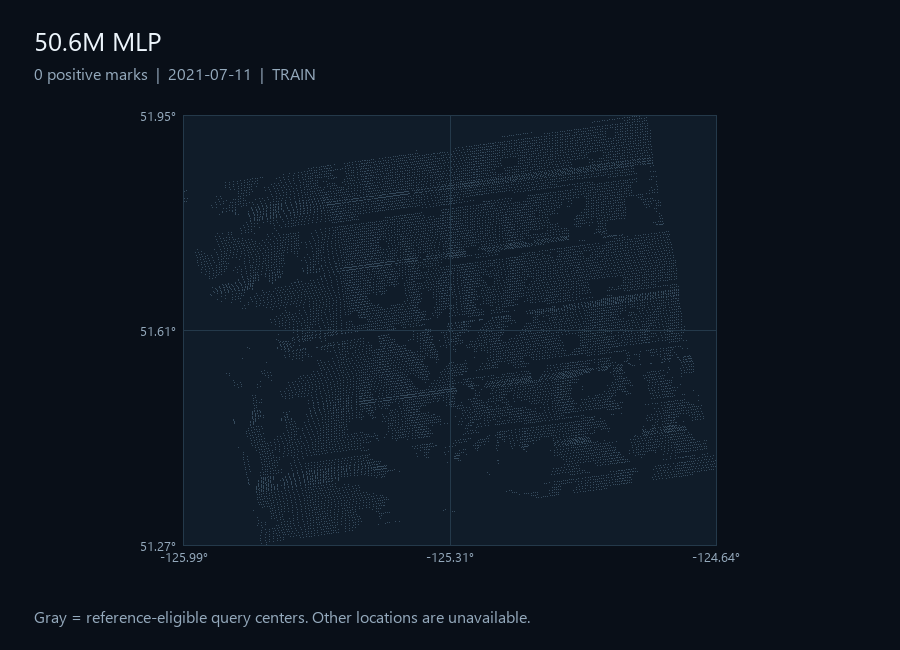 50.6M MLP
0 positive marks | 2021-07-11 | TRAIN
51.95°
51.61°
51.27°
-125.99°
-125.31°
-124.64°
Gray = reference-eligible query centers. Other locations are unavailable.